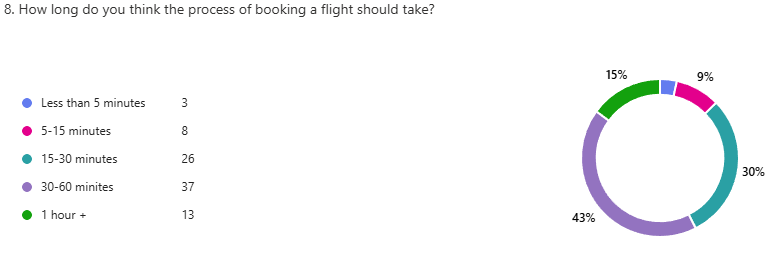 8. How long do you think the process of booking a flight should take?
Less than 5 minutes 3
5-15 minutes 8
15-30 minutes 26
30-60 minites 37
1 hour + 13
15%
9%
30%
43%